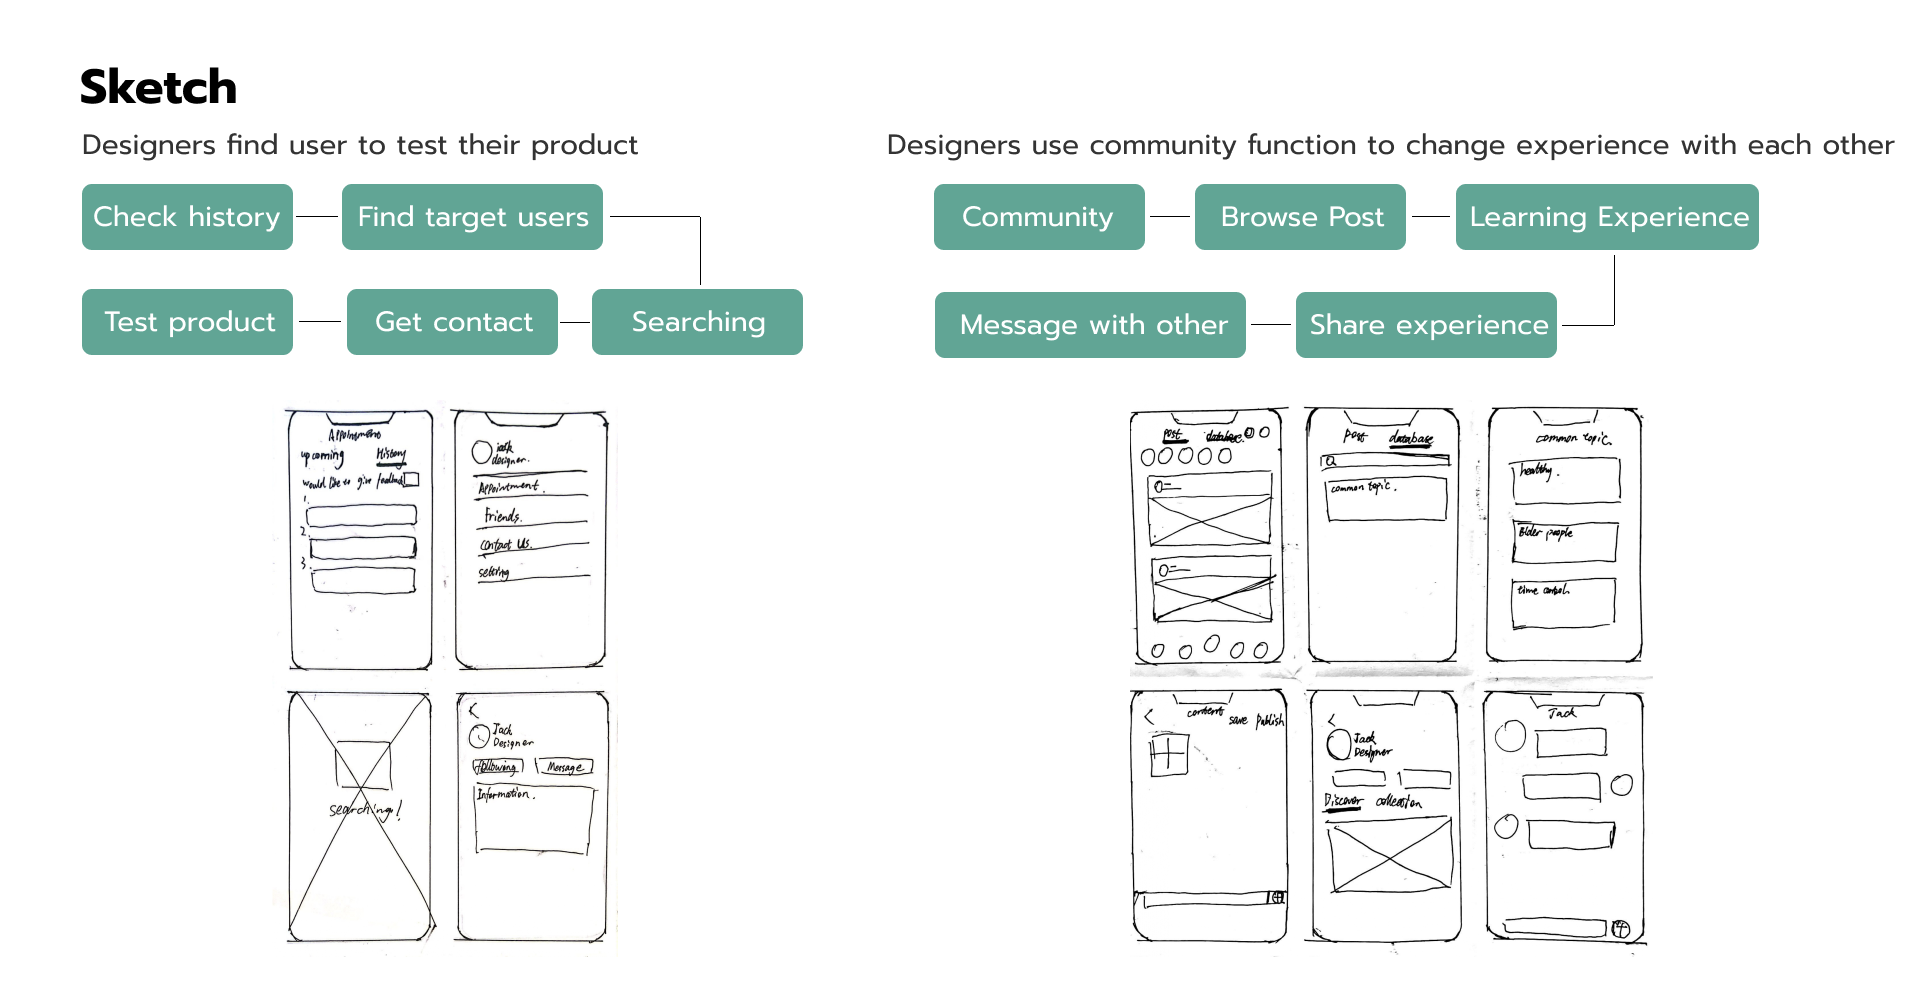 Sketch
Designers find user to test their product
Check history
Find target users
Searching
Get contact
Test product
Appointment
upcoming History
would like to give feedback
1.
2.
3.
Jack
designer.
Appointment.
Friends.
contact Us.
setting
searching!
Jack
Designer
following Message
Information.
Designers use community function to change experience with each other
Community
Browse Post
Learning Experience
Share experience
Message with other
post database
post database
common topic.
common topic.
healthy.
Elder people
time control.
content save publish
Jack
Designer
Discover collection
Jack